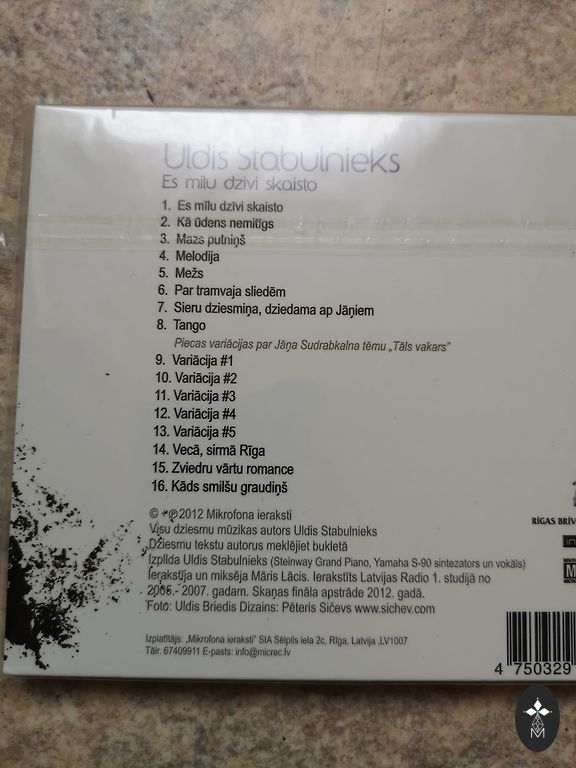 Uldis Stabulnieks
Es mīlu dzīvi skaisto
1. Es mīlu dzīvi skaisto
2. Kā ūdens nemitīgs
3. Mazs putniņš
4. Melodija
5. Mežs
6. Par tramvaja sliedēm
7. Sieru dziesmiņa, dziedama ap Jāņiem
8. Tango
Piecas variācijas par Jāņa Sudrabkalna tēmu „Tāls vakars”
9. Variācija #1
10. Variācija #2
11. Variācija #3
12. Variācija #4
13. Variācija #5
14. Vecā, sirmā Rīga
15. Zviedru vārtu romance
16. Kāds smilšu graudiņš
© + ℗ 2012 Mikrofona ieraksti
Visu dziesmu mūzikas autors Uldis Stabulnieks
Dziesmu tekstu autorus meklējiet bukletā
Izpilda Uldis Stabulnieks (Steinway Grand Piano, Yamaha S-90 sintezators un vokāls)
Ierakstīja un miksēja Māris Lācis. Ierakstīts Latvijas Radio 1. studijā no
2006.- 2007. gadam. Skaņas fināla apstrāde 2012. gadā.
Foto: Uldis Briedis Dizains: Pēteris Sičevs www.sichev.com
Izplatītājs: „Mikrofona ieraksti” SIA Sēlpils iela 2c, Rīga, Latvija ,LV1007
Tālr. 67409911 E-pasts: info@micrec.lv
RĪGAS BRĪV
4 750329
M